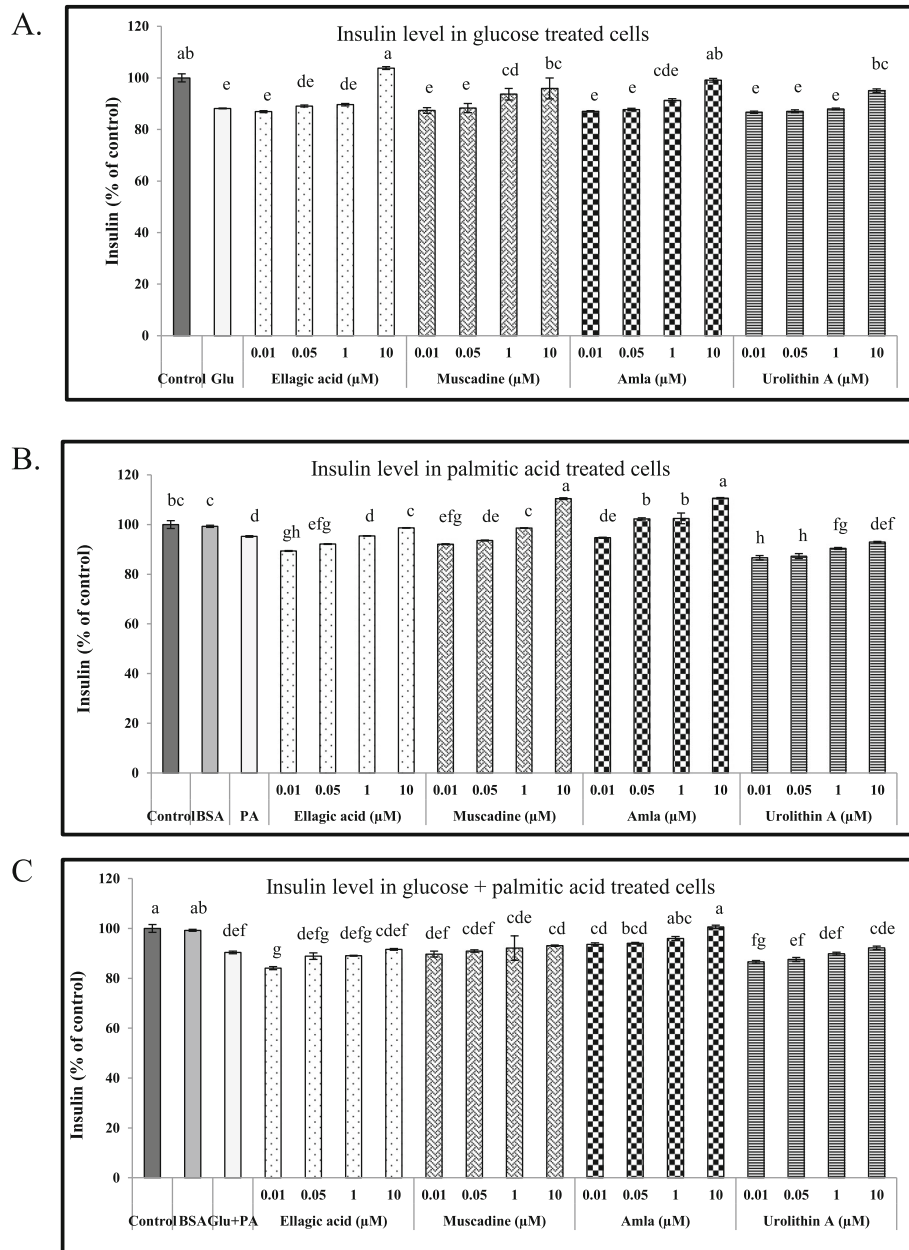 A.
Insulin level in glucose treated cells
Insulin (% of control)
120
100
80
60
40
20
0
ab e e de de a e e cd bc e e cde ab e e e bc
0.01 0.05 1 10 0.01 0.05 1 10 0.01 0.05 1 10 0.01 0.05 1 10
Control Glu Ellagic acid (µM) Muscadine (µM) Amla (µM) Urolithin A (µM)
B.
Insulin level in palmitic acid treated cells
Insulin (% of control)
120
100
80
60
40
20
0
bc c d gh efg d c efg de c a de b b a h h fg def
0.01 0.05 1 10 0.01 0.05 1 10 0.01 0.05 1 10 0.01 0.05 1 10
Control BSA PA Ellagic acid (µM) Muscadine (µM) Amla (µM) Urolithin A (µM)
C
Insulin level in glucose + palmitic acid treated cells
Insulin (% of control)
120
100
80
60
40
20
0
a ab def g defg defg cdef def cdef cde cd cd bcd abc a fg ef def cde
0.01 0.05 1 10 0.01 0.05 1 10 0.01 0.05 1 10 0.01 0.05 1 10
Control BSA Glu+PA Ellagic acid (µM) Muscadine (µM) Amla (µM) Urolithin A (µM)